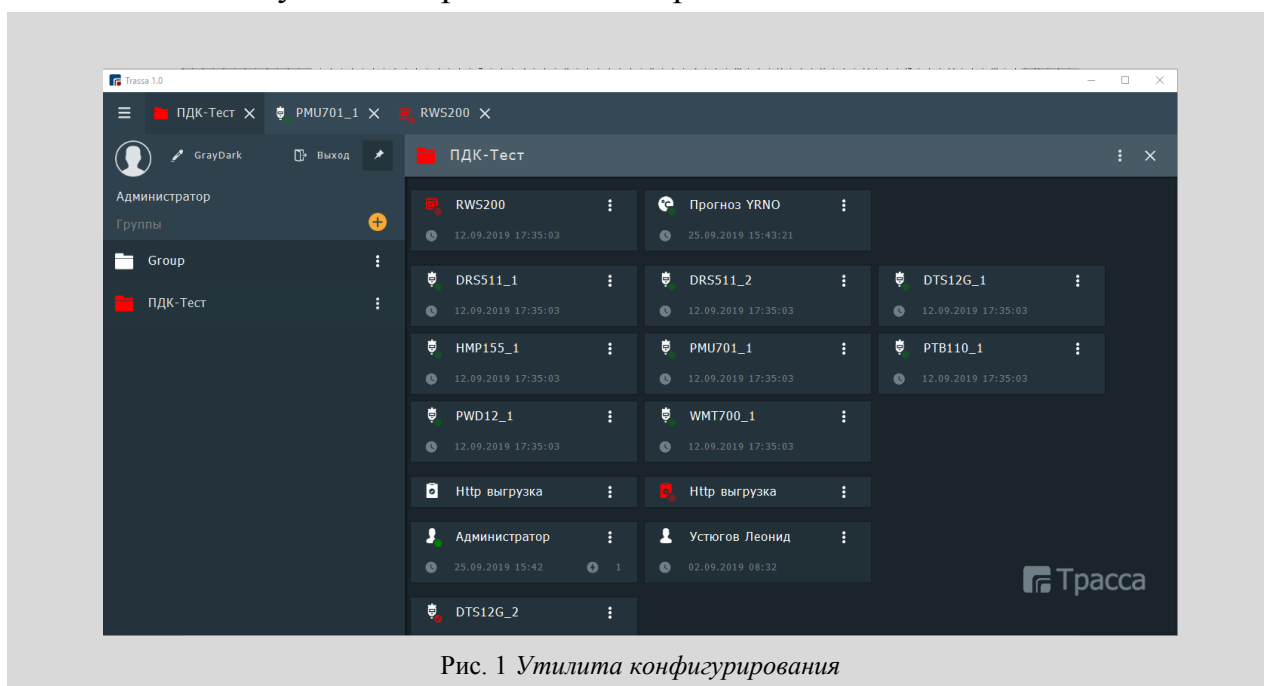 Trassa 1.0
ПДК-Тест PMU701_1 RWS200
GrayDark Выход ПДК-Тест
Администратор
Группы
Group
ПДК-Тест
RWS200 Прогноз YRNO
12.09.2019 17:35:03 25.09.2019 15:43:21
DRS511_1 DRS511_2 DTS12G_1
12.09.2019 17:35:03 12.09.2019 17:35:03 12.09.2019 17:35:03
HMP155_1 PMU701_1 PTB110_1
12.09.2019 17:35:03 12.09.2019 17:35:03 12.09.2019 17:35:03
PWD12_1 WMT700_1
12.09.2019 17:35:03 12.09.2019 17:35:03
Http выгрузка Http выгрузка
Администратор Устюгов Леонид
25.09.2019 15:42 1 02.09.2019 08:32
Трасса
DTS12G_2
Рис. 1 Утилита конфигурирования